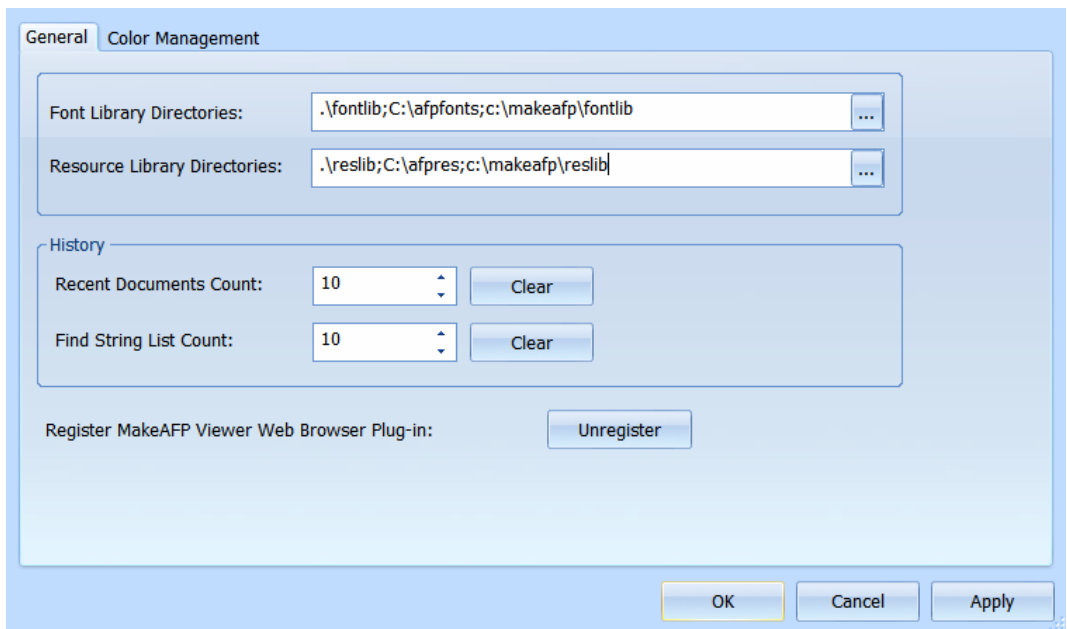 General Color Management
Font Library Directories: .\fontlib;C:\afpfonts;c:\makeafp\fontlib ...
Resource Library Directories: .\reslib;C:\afpres;c:\makeafp\reslib ...
History
Recent Documents Count: 10 Clear
Find String List Count: 10 Clear
Register MakeAFP Viewer Web Browser Plug-in: Unregister
OK Cancel Apply